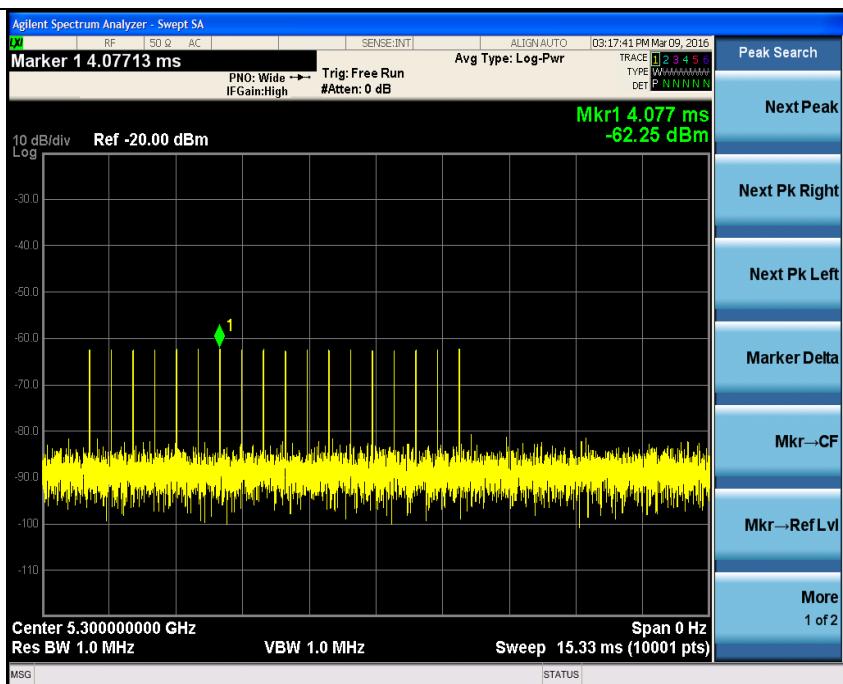 Agilent Spectrum Analyzer - Swept SA
LXI RF 50 Ω AC SENSE:INT ALIGN AUTO 03:17:41 PM Mar 09, 2016
Marker 1 4.07713 ms
PNO: Wide
IFGain:High
Trig: Free Run
#Atten: 0 dB
Avg Type: Log-Pwr
TRACE 1 2 3 4 5 6
TYPE WWWWWW
DET P N N N N N
Peak Search
Mkr1 4.077 ms
-62.25 dBm
10 dB/div Ref -20.00 dBm
Log
-30.0
-40.0
-50.0
-60.0
-70.0
-80.0
-90.0
-100
-110
1
Center 5.300000000 GHz Span 0 Hz
Res BW 1.0 MHz VBW 1.0 MHz Sweep 15.33 ms (10001 pts)
MSG STATUS
Next Peak
Next Pk Right
Next Pk Left
Marker Delta
Mkr→CF
Mkr→Ref Lvl
More
1 of 2